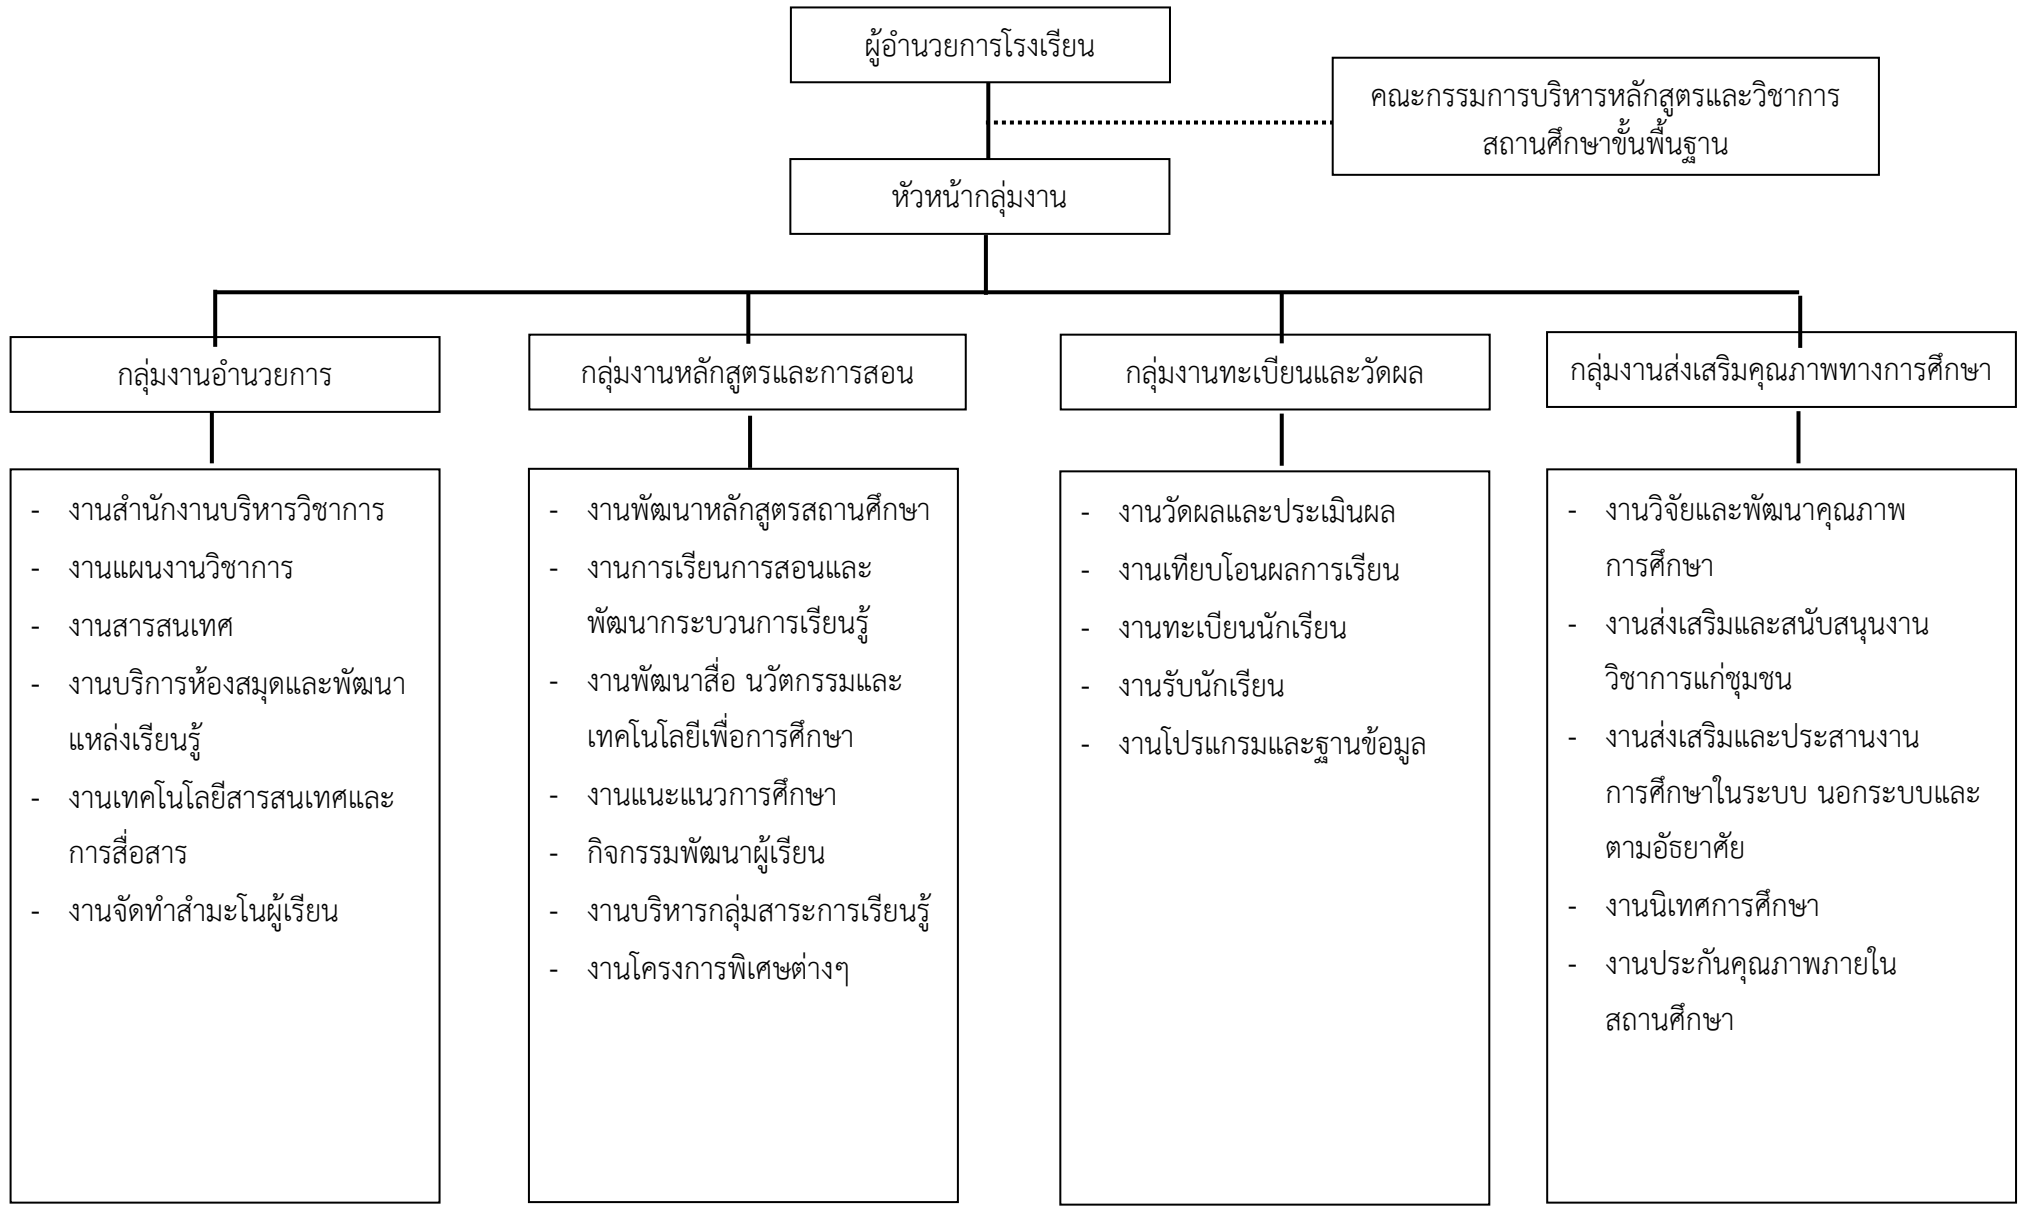 ผู้อำนวยการโรงเรียน
คณะกรรมการบริหารหลักสูตรและวิชาการ
สถานศึกษาขั้นพื้นฐาน
หัวหน้ากลุ่มงาน
กลุ่มงานอำนวยการ
- งานสำนักงานบริหารวิชาการ
- งานแผนงานวิชาการ
- งานสารสนเทศ
- งานบริการห้องสมุดและพัฒนา
แหล่งเรียนรู้
- งานเทคโนโลยีสารสนเทศและ
การสื่อสาร
- งานจัดทำสำมะโนผู้เรียน
กลุ่มงานหลักสูตรและการสอน
- งานพัฒนาหลักสูตรสถานศึกษา
- งานการเรียนการสอนและ
พัฒนากระบวนการเรียนรู้
- งานพัฒนาสื่อ นวัตกรรมและ
เทคโนโลยีเพื่อการศึกษา
- งานแนะแนวการศึกษา
- กิจกรรมพัฒนาผู้เรียน
- งานบริหารกลุ่มสาระการเรียนรู้
- งานโครงการพิเศษต่างๆ
กลุ่มงานทะเบียนและวัดผล
- งานวัดผลและประเมินผล
- งานเทียบโอนผลการเรียน
- งานทะเบียนนักเรียน
- งานรับนักเรียน
- งานโปรแกรมและฐานข้อมูล
กลุ่มงานส่งเสริมคุณภาพทางการศึกษา
- งานวิจัยและพัฒนาคุณภาพ
การศึกษา
- งานส่งเสริมและสนับสนุนงาน
วิชาการแก่ชุมชน
- งานส่งเสริมและประสานงาน
การศึกษาในระบบ นอกระบบและ
ตามอัธยาศัย
- งานนิเทศการศึกษา
- งานประกันคุณภาพภายใน
สถานศึกษา